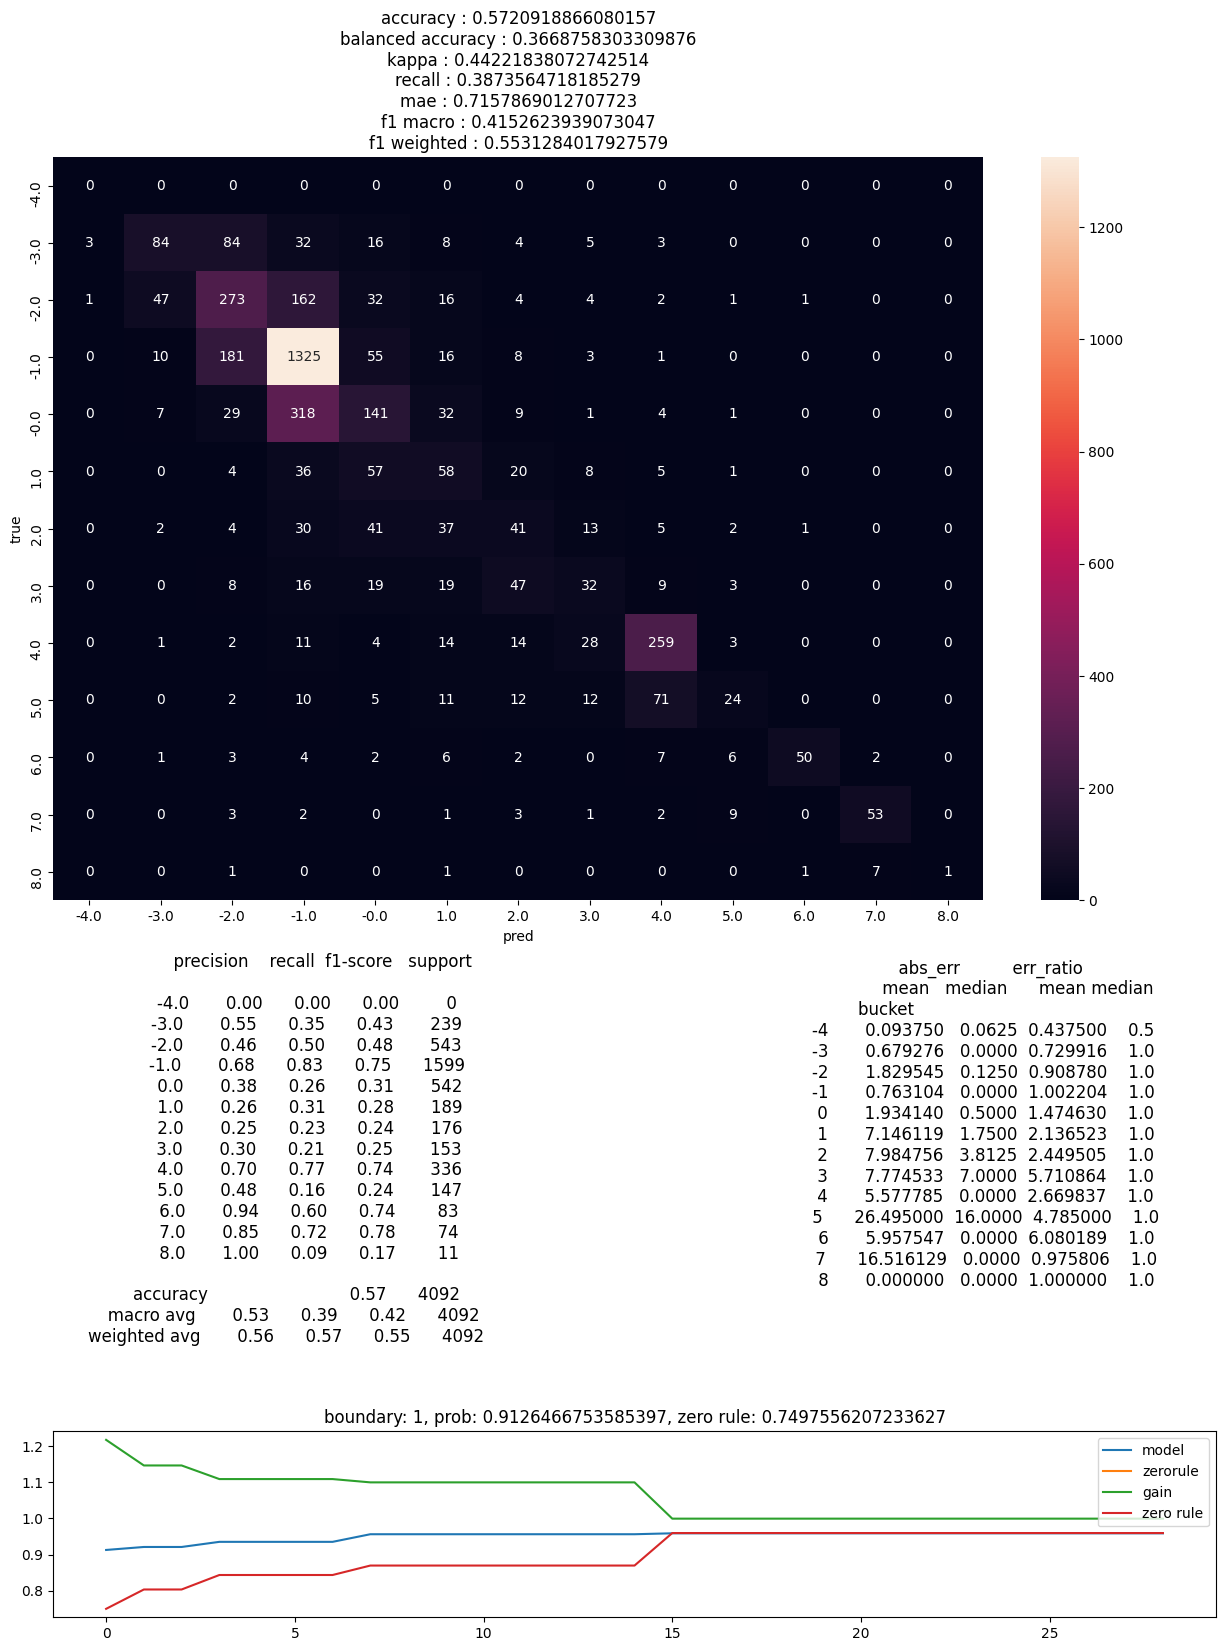 accuracy : 0.5720918866080157
balanced accuracy : 0.3668758303309876
kappa : 0.44221838072742514
recall : 0.3873564718185279
mae : 0.7157869012707723
f1 macro : 0.4152623939073047
f1 weighted : 0.5531284017927579
-4.0 0 0 0 0 0 0 0 0 0 0 0 0 0
-3.0 3 84 84 32 16 8 4 5 3 0 0 0 0
-2.0 1 47 273 162 32 16 4 4 2 1 1 0 0
-1.0 0 10 181 1325 55 16 8 3 1 0 0 0 0
-0.0 0 7 29 318 141 32 9 1 4 1 0 0 0
1.0 0 0 4 36 57 58 20 8 5 1 0 0 0
true
2.0 0 2 4 30 41 37 41 13 5 2 1 0 0
3.0 0 0 8 16 19 19 47 32 9 3 0 0 0
4.0 0 1 2 11 4 14 14 28 259 3 0 0 0
5.0 0 0 2 10 5 11 12 12 71 24 0 0 0
6.0 0 1 3 4 2 6 2 0 7 6 50 2 0
7.0 0 0 3 2 0 1 3 1 2 9 0 53 0
8.0 0 0 1 0 0 1 0 0 0 0 1 7 1
-4.0 -3.0 -2.0 -1.0 -0.0 1.0 2.0 3.0 4.0 5.0 6.0 7.0 8.0
pred
1200
1000
800
600
400
200
0
precision recall f1-score support
-4.0 0.00 0.00 0.00 0
-3.0 0.55 0.35 0.43 239
-2.0 0.46 0.50 0.48 543
-1.0 0.68 0.83 0.75 1599
0.0 0.38 0.26 0.31 542
1.0 0.26 0.31 0.28 189
2.0 0.25 0.23 0.24 176
3.0 0.30 0.21 0.25 153
4.0 0.70 0.77 0.74 336
5.0 0.48 0.16 0.24 147
6.0 0.94 0.60 0.74 83
7.0 0.85 0.72 0.78 74
8.0 1.00 0.09 0.17 11
accuracy 0.57 4092
macro avg 0.53 0.39 0.42 4092
weighted avg 0.56 0.57 0.55 4092
abs_err err_ratio
mean median mean median
bucket
-4 0.093750 0.0625 0.437500 0.5
-3 0.679276 0.0000 0.729916 1.0
-2 1.829545 0.1250 0.908780 1.0
-1 0.763104 0.0000 1.002204 1.0
0 1.934140 0.5000 1.474630 1.0
1 7.146119 1.7500 2.136523 1.0
2 7.984756 3.8125 2.449505 1.0
3 7.774533 7.0000 5.710864 1.0
4 5.577785 0.0000 2.669837 1.0
5 26.495000 16.0000 4.785000 1.0
6 5.957547 0.0000 6.080189 1.0
7 16.516129 0.0000 0.975806 1.0
8 0.000000 0.0000 1.000000 1.0
boundary: 1, prob: 0.9126466753585397, zero rule: 0.7497556207233627
1.2
1.1
1.0
0.9
0.8
model
zerorule
gain
zero rule
0 5 10 15 20 25